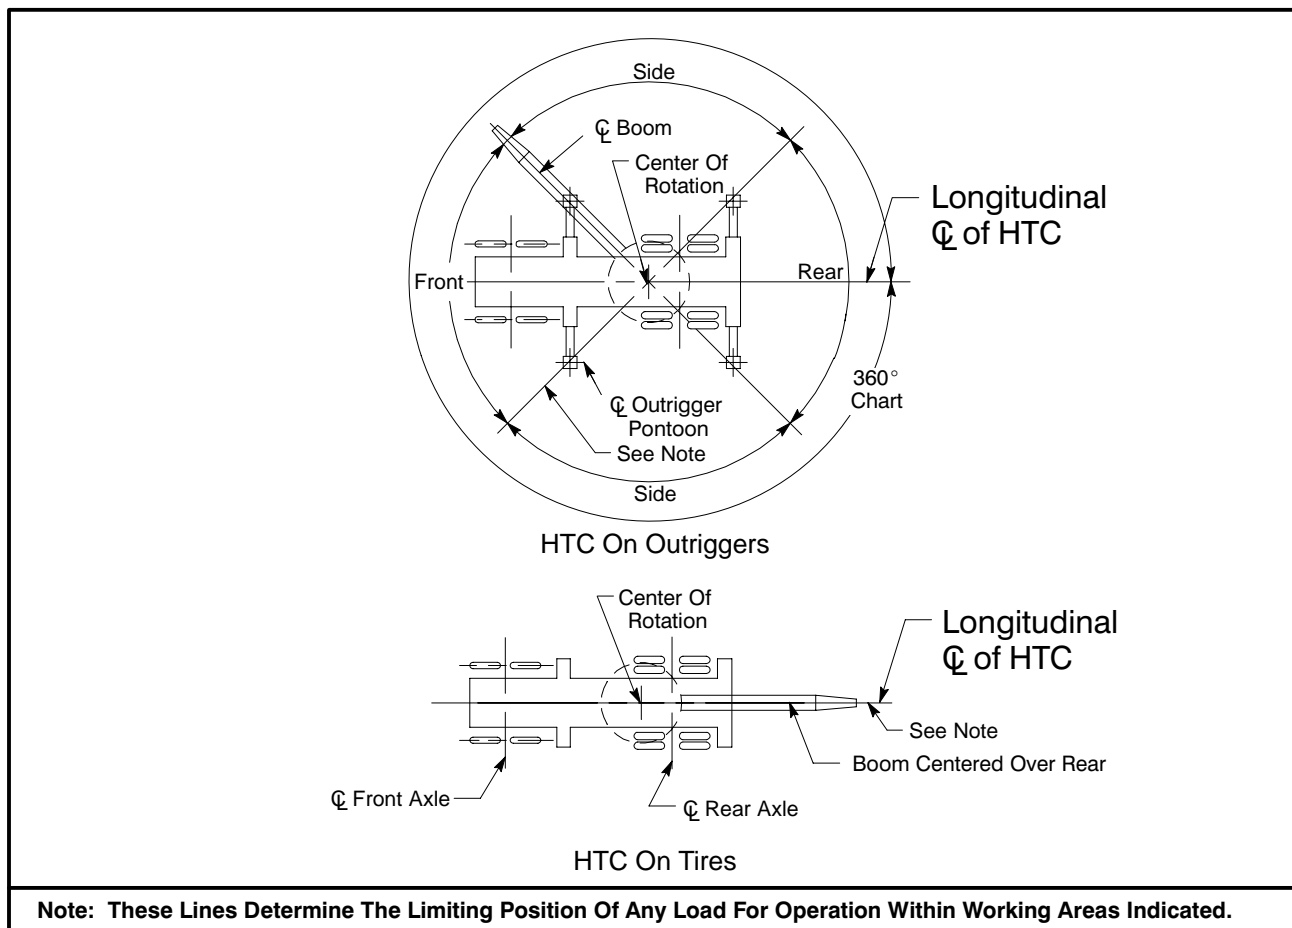 Side
℄ Boom
Center Of
Rotation
Longitudinal
℄ of HTC
Front
Rear
360°
Chart
℄ Outrigger
Pontoon
See Note
Side
HTC On Outriggers
Center Of
Rotation
Longitudinal
℄ of HTC
See Note
Boom Centered Over Rear
℄ Front Axle
℄ Rear Axle
HTC On Tires
Note: These Lines Determine The Limiting Position Of Any Load For Operation Within Working Areas Indicated.